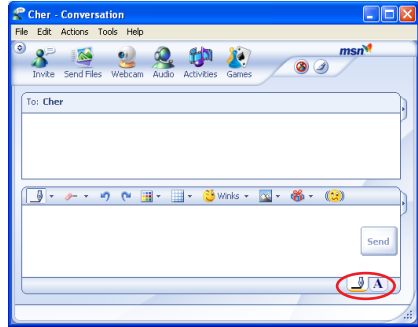 Cher - Conversation
File Edit Actions Tools Help
msn
Invite Send Files Webcam Audio Activities Games
To: Cher
Winks
Send
A